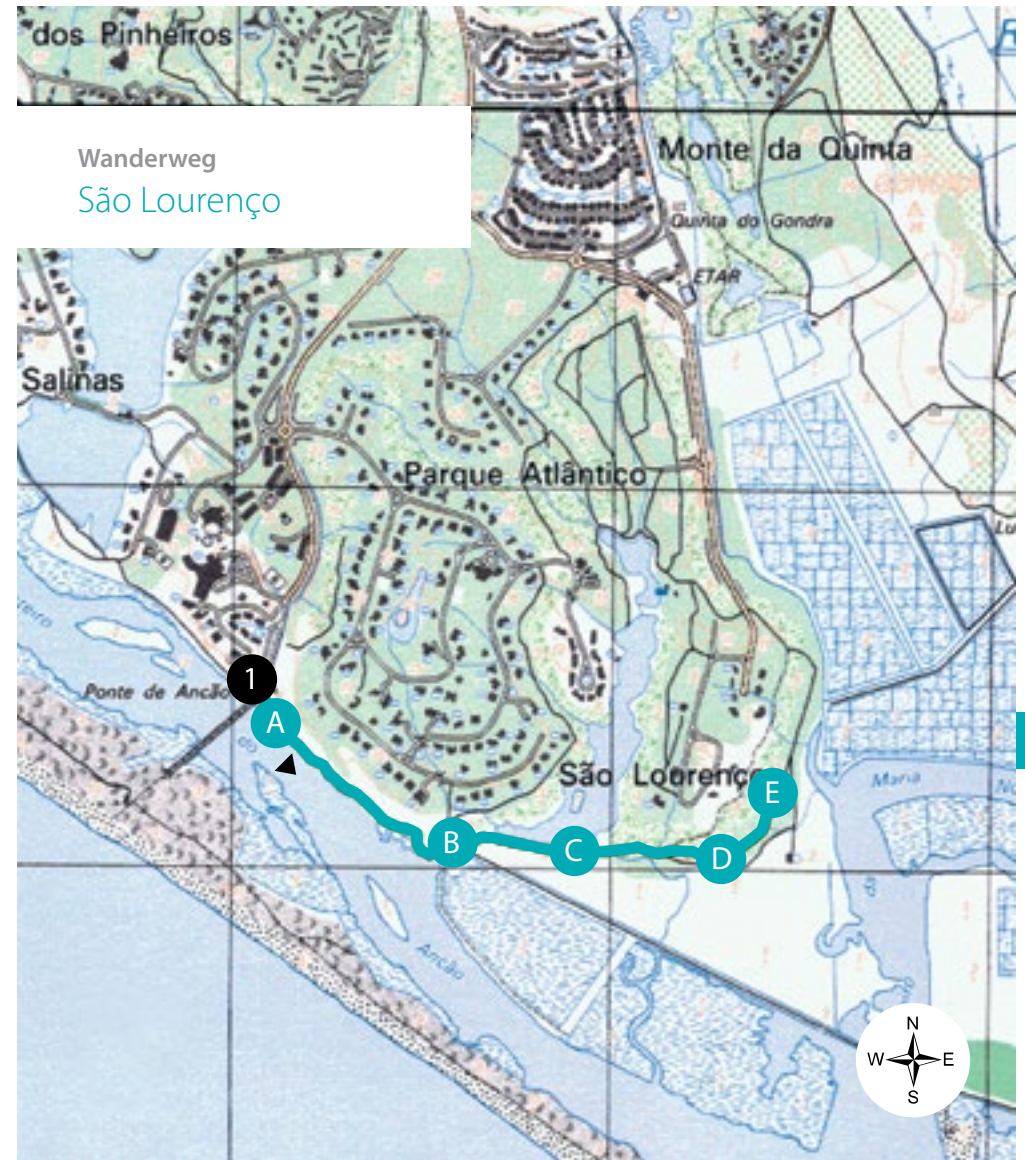 dos Pinheiros
Wanderweg
São Lourenço
Monte da Quinta
Quinta do Gondra
ETAR
Salinas
Parque Atlântico
1
Ponte de Ancão
A
São Lourenço
E
Maria
B
C
D
Ancão
N
W
E
S